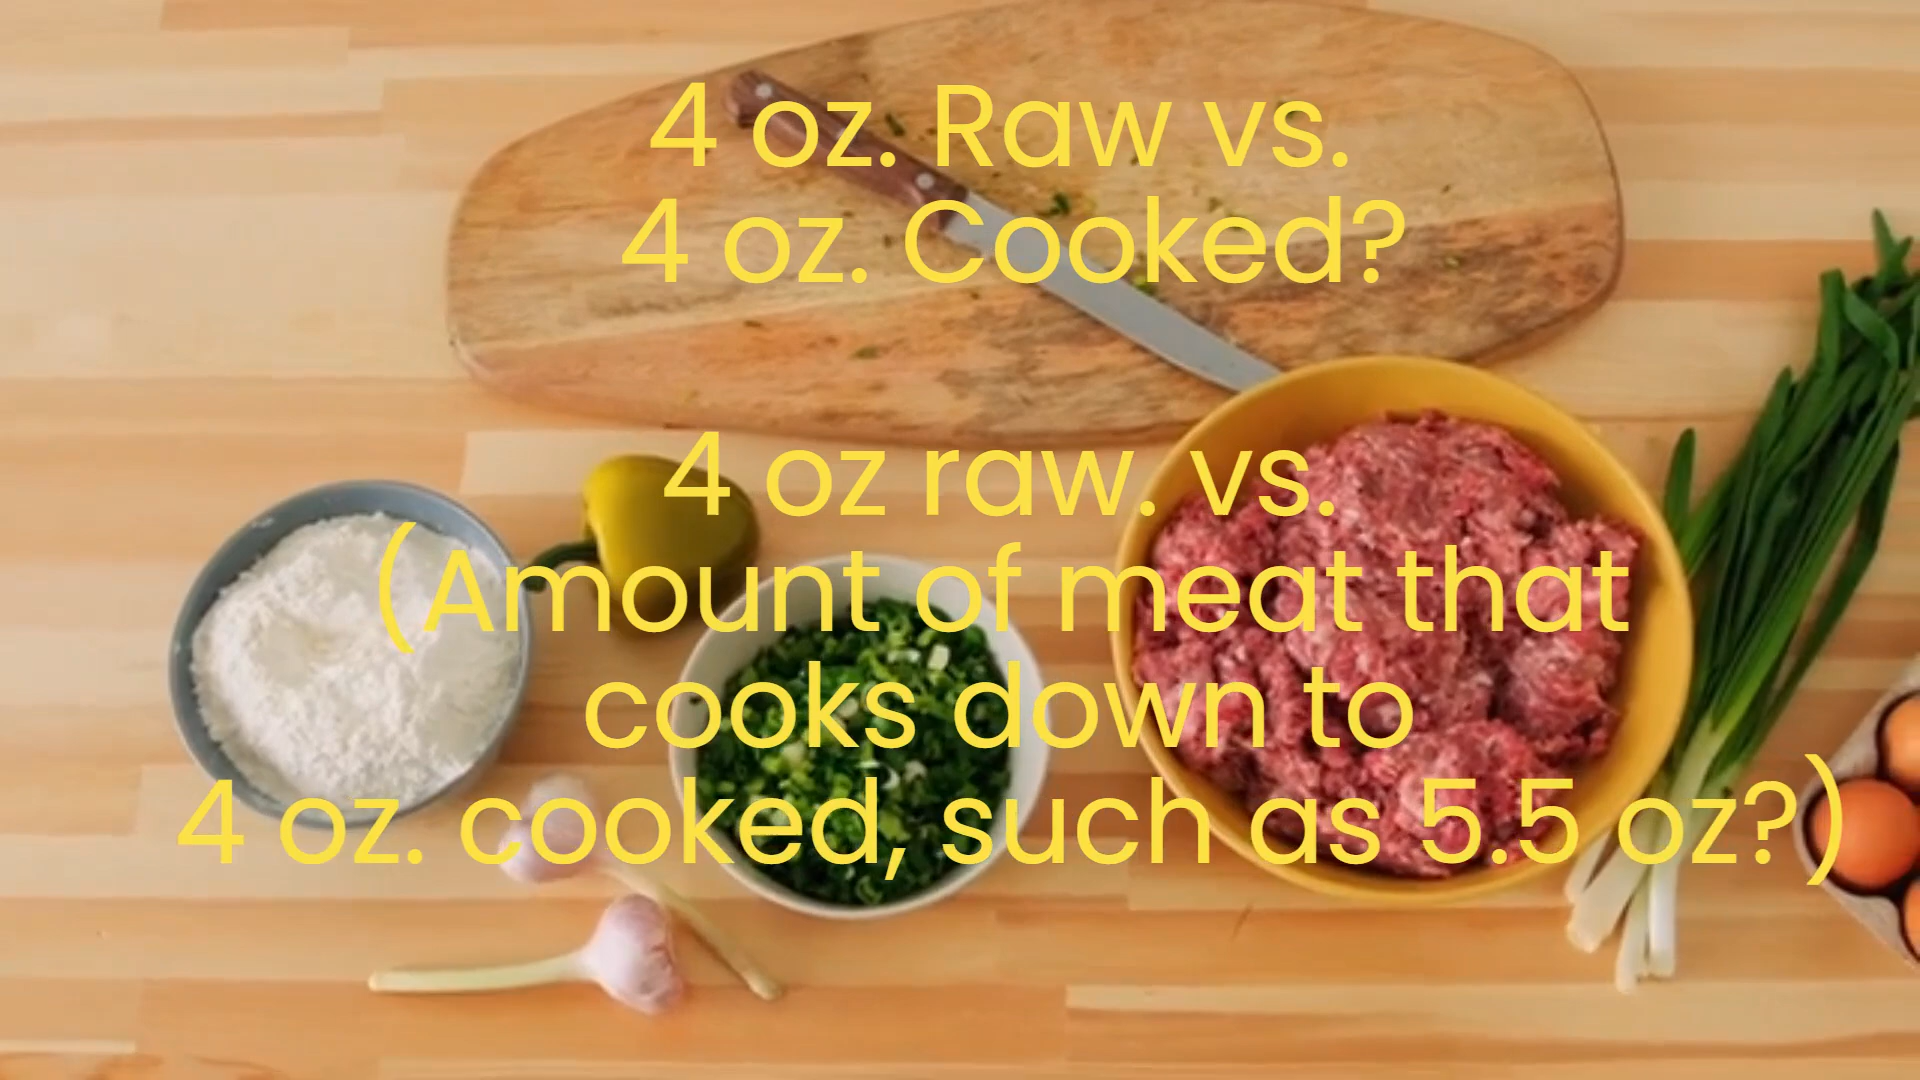 4 oz. Raw vs.
4 oz. Cooked?
4 oz raw. vs.
(Amount of meat that
cooks down to
4 oz. cooked, such as 5.5 oz?)